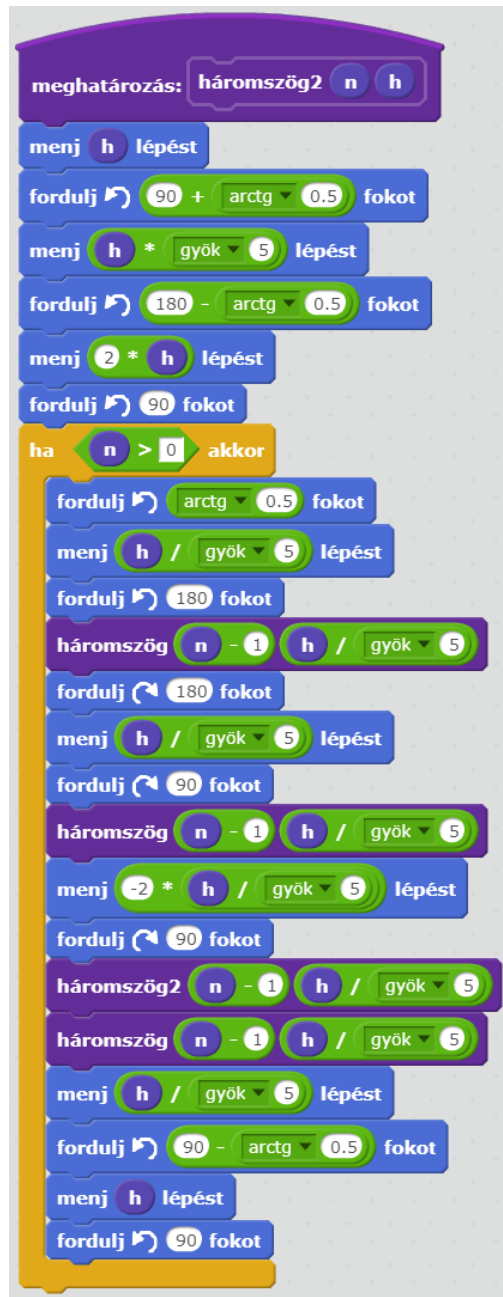 meghatározás: háromszög2 n h
menj h lépést
fordulj 90 + arctg 0.5 fokot
menj h * gyök 5 lépést
fordulj 180 - arctg 0.5 fokot
menj 2 * h lépést
fordulj 90 fokot
ha n > 0 akkor
fordulj arctg 0.5 fokot
menj h / gyök 5 lépést
fordulj 180 fokot
háromszög n - 1 h / gyök 5
fordulj 180 fokot
menj h / gyök 5 lépést
fordulj 90 fokot
háromszög n - 1 h / gyök 5
menj -2 * h / gyök 5 lépést
fordulj 90 fokot
háromszög2 n - 1 h / gyök 5
háromszög n - 1 h / gyök 5
menj h / gyök 5 lépést
fordulj 90 - arctg 0.5 fokot
menj h lépést
fordulj 90 fokot